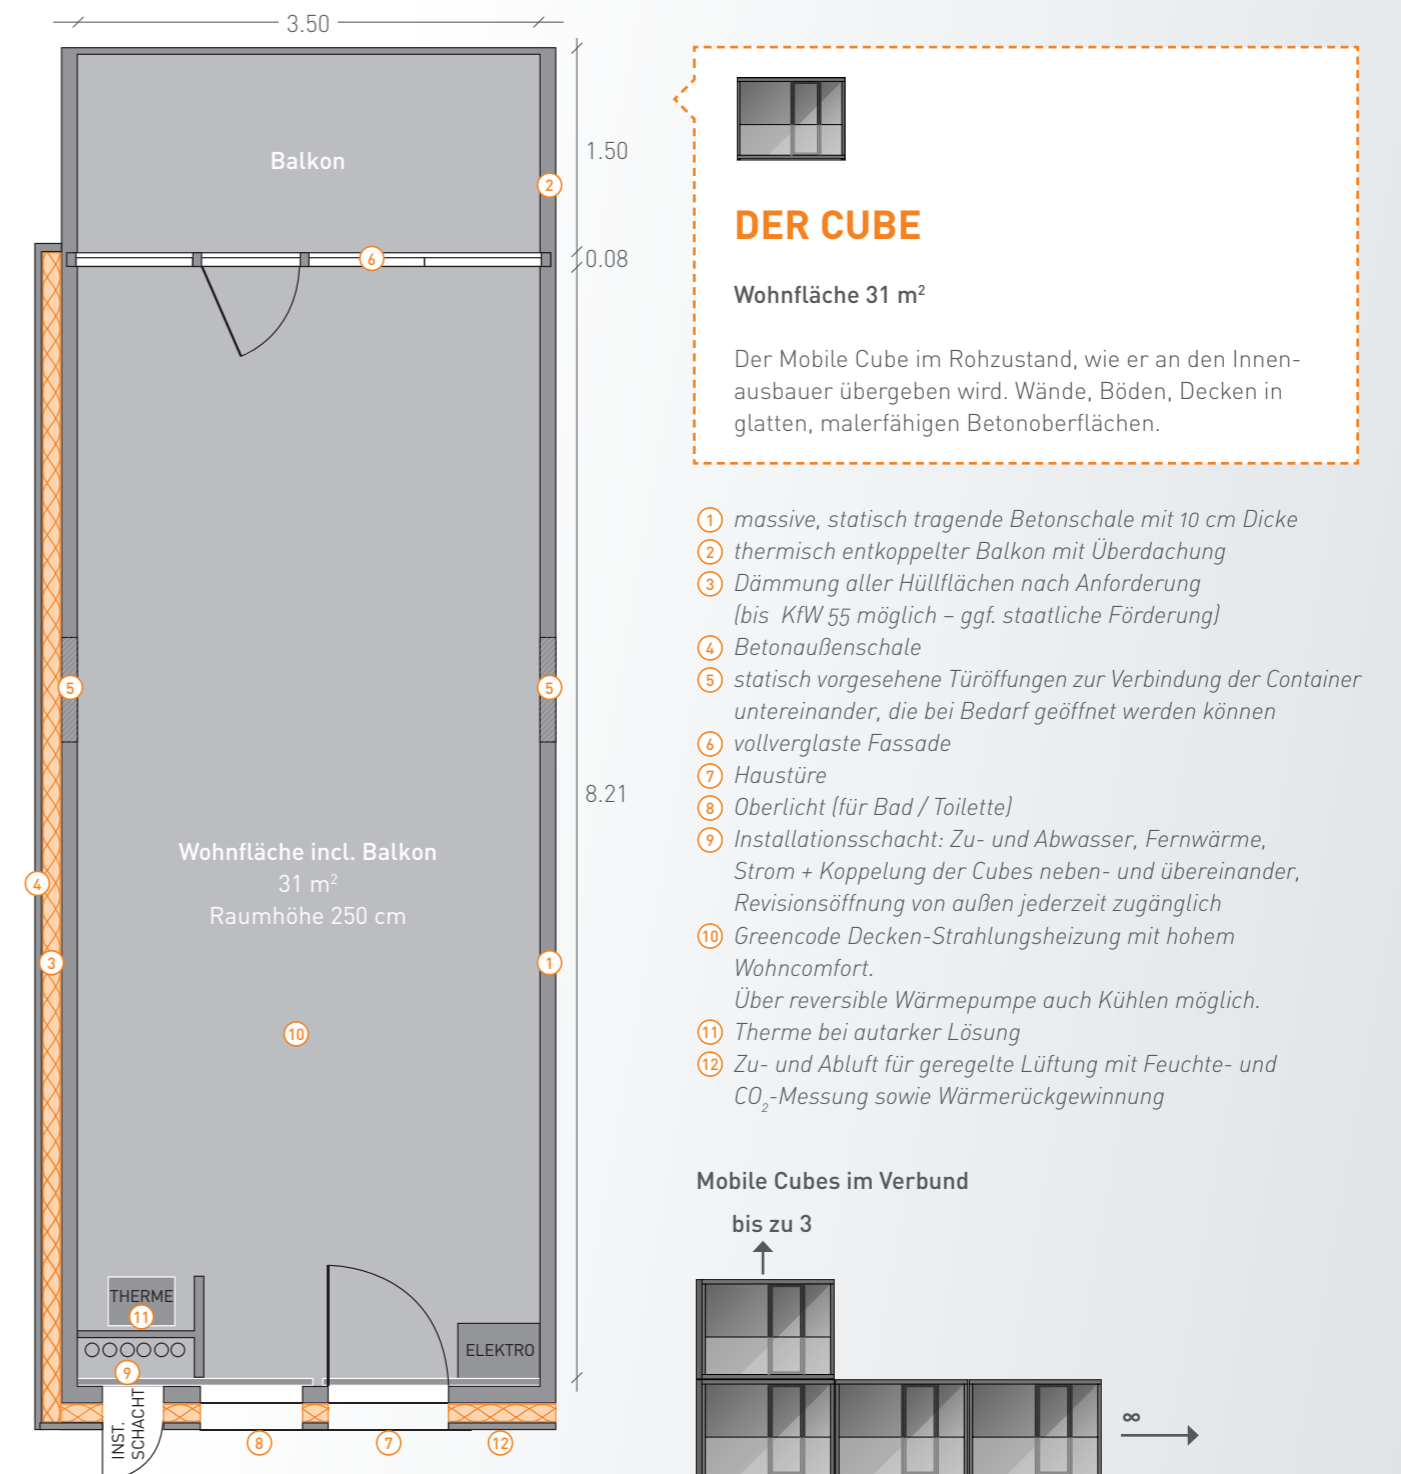 3.50
Balkon
1.50
2
6
0.08
5
5
8.21
Wohnfläche incl. Balkon
31 m²
Raumhöhe 250 cm
4
3
1
10
THERME
11
9
ELEKTRO
INST.
SCHACHT
8
7
12
DER CUBE
Wohnfläche 31 m²
Der Mobile Cube im Rohzustand, wie er an den Innen-
ausbauer übergeben wird. Wände, Böden, Decken in
glatten, malerfähigen Betonoberflächen.
1 massive, statisch tragende Betonschale mit 10 cm Dicke
2 thermisch entkoppelter Balkon mit Überdachung
3 Dämmung aller Hüllflächen nach Anforderung
(bis KfW 55 möglich – ggf. staatliche Förderung)
4 Betonaußenschale
5 statisch vorgesehene Türöffungen zur Verbindung der Container
untereinander, die bei Bedarf geöffnet werden können
6 vollverglaste Fassade
7 Haustüre
8 Oberlicht (für Bad / Toilette)
9 Installationsschacht: Zu- und Abwasser, Fernwärme,
Strom + Koppelung der Cubes neben- und übereinander,
Revisionsöffnung von außen jederzeit zugänglich
10 Greencode Decken-Strahlungsheizung mit hohem
Wohncomfort.
Über reversible Wärmepumpe auch Kühlen möglich.
11 Therme bei autarker Lösung
12 Zu- und Abluft für geregelte Lüftung mit Feuchte- und
CO₂-Messung sowie Wärmerückgewinnung
Mobile Cubes im Verbund
bis zu 3
∞